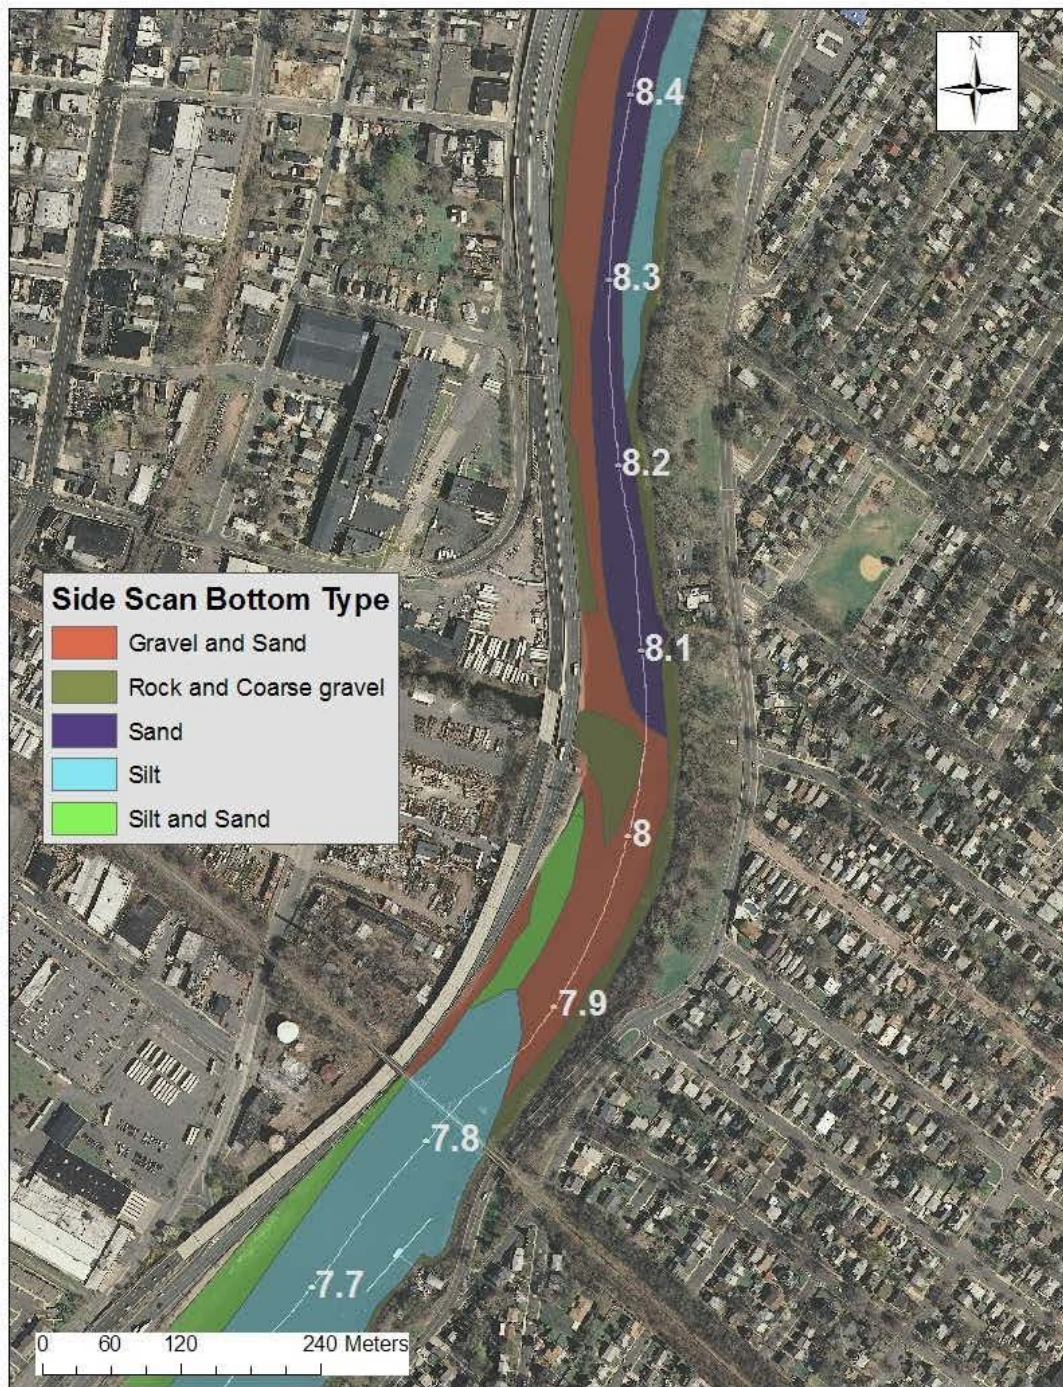 N
8.4
8.3
8.2
8.1
8
7.9
7.8
7.7
Side Scan Bottom Type
Gravel and Sand
Rock and Coarse gravel
Sand
Silt
Silt and Sand
0 60 120 240 Meters